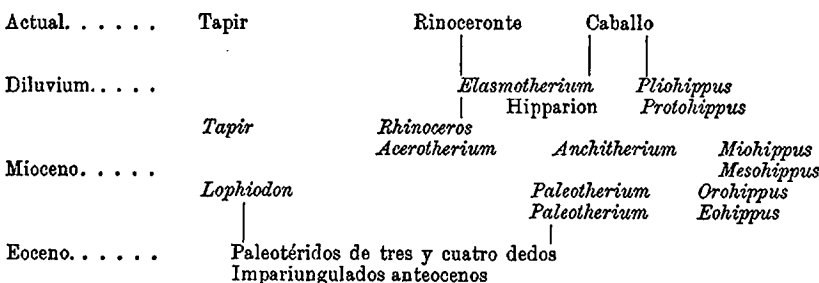 Actual. . . . . . Tapir Rinoceronte Caballo
Diluvium. . . . . Elasmotherium Pliohippus
Hipparion Protohippus
Tapir Rhinoceros
Acerotherium Anchitherium Miohippus
Mioceno. . . . . Mesohippus
Lophiodon Paleotherium Orohippus
Paleotherium Eohippus
Eoceno. . . . . . Paleotéridos de tres y cuatro dedos
Impariungulados anteocenos